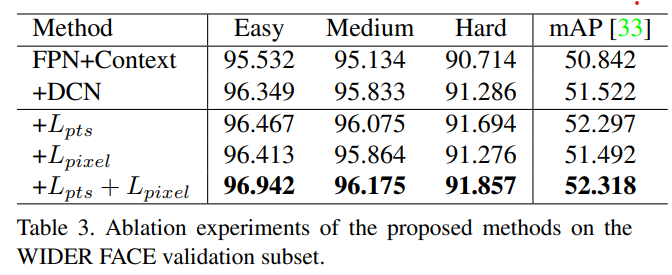 Method Easy Medium Hard mAP [33]
FPN+Context 95.532 95.134 90.714 50.842
+DCN 96.349 95.833 91.286 51.522
+L_{pts} 96.467 96.075 91.694 52.297
+L_{pixel} 96.413 95.864 91.276 51.492
+L_{pts} + L_{pixel} 96.942 96.175 91.857 52.318
Table 3. Ablation experiments of the proposed methods on the
WIDER FACE validation subset.